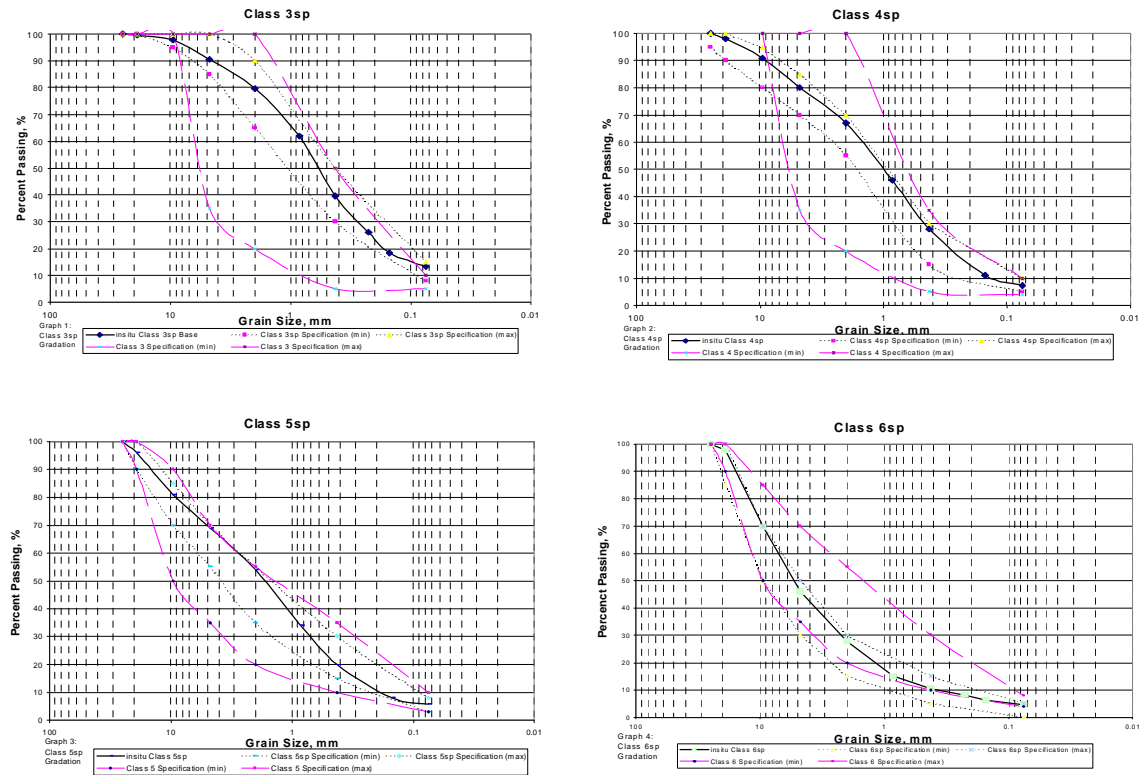 Class 3sp
100
90
80
70
60
50
40
30
20
10
0
Percent Passing, %
100
10
1
0.1
0.01
Grain Size, mm
Graph 1:
Class 3sp
Gradation
insitu Class 3sp Base
Class 3sp Specification (min)
Class 3sp Specification (max)
Class 3 Specification (min)
Class 3 Specification (max)
Class 4sp
100
90
80
70
60
50
40
30
20
10
0
Percent Passing, %
100
10
1
0.1
0.01
Grain Size, mm
Graph 2:
Class 4sp
Gradation
insitu Class 4sp
Class 4sp Specification (min)
Class 4sp Specification (max)
Class 4 Specification (min)
Class 4 Specification (max)
Class 5sp
100
90
80
70
60
50
40
30
20
10
0
Percent Passing, %
100
10
1
0.1
0.01
Grain Size, mm
Graph 3:
Class 5sp
Gradation
insitu Class 5sp
Class 5sp Specification (min)
Class 5sp Specification (max)
Class 5 Specification (min)
Class 5 Specification (max)
Class 6sp
100
90
80
70
60
50
40
30
20
10
0
Percenct Passing, %
100
10
1
0.1
0.01
Grain Size, mm
Graph 4:
Class 6sp
Gradation
insitu Class 6sp
Class 6sp Specification (min)
Class 6sp Specification (max)
Class 6 Specification (min)
Class 6 Specification (max)